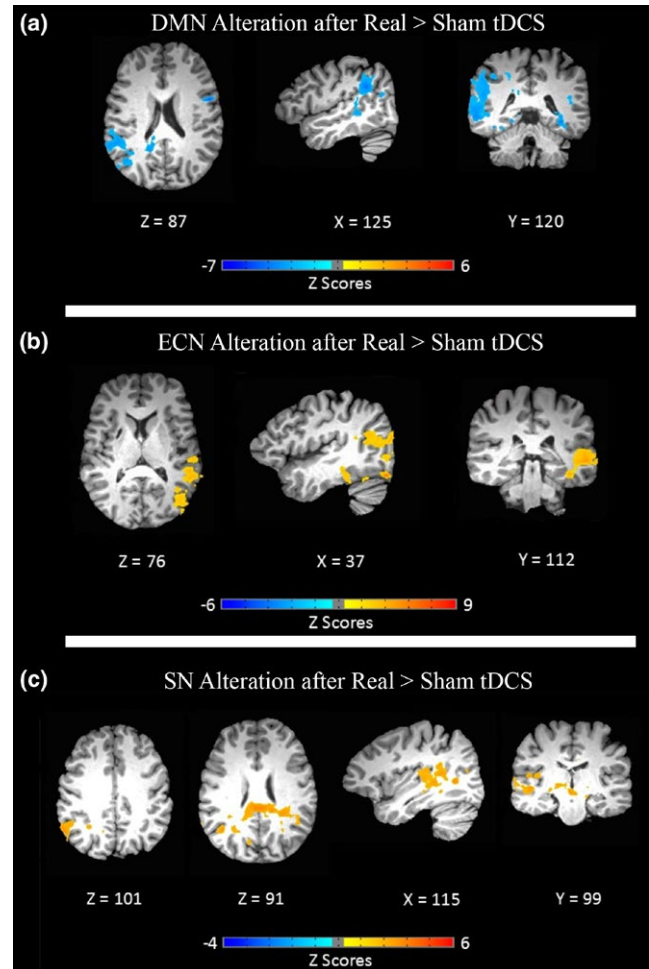 (a)
DMN Alteration after Real > Sham tDCS
Z = 87 X = 125 Y = 120
-7 6
Z Scores
(b)
ECN Alteration after Real > Sham tDCS
Z = 76 X = 37 Y = 112
-6 9
Z Scores
(c)
SN Alteration after Real > Sham tDCS
Z = 101 Z = 91 X = 115 Y = 99
-4 6
Z Scores